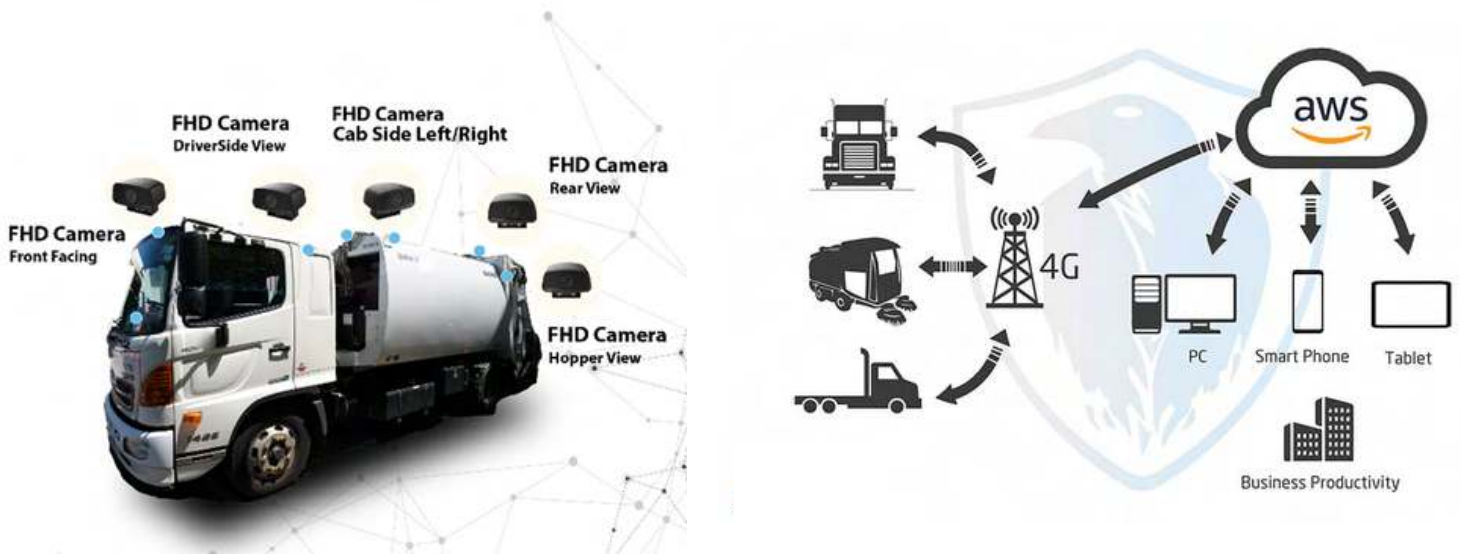 FHD Camera
Front Facing
FHD Camera
DriverSide View
FHD Camera
Cab Side Left/Right
FHD Camera
Rear View
FHD Camera
Hopper View
aws
4G
PC
Smart Phone
Tablet
Business Productivity